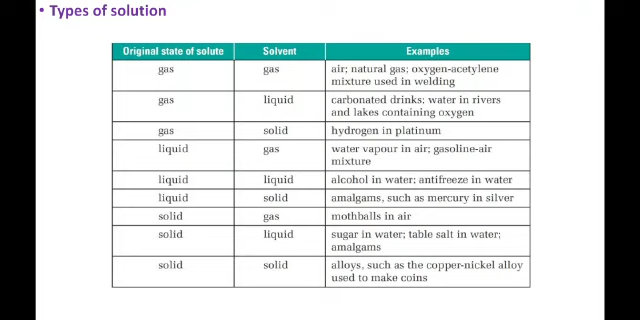 • Types of solution
Original state of solute Solvent Examples
gas gas air; natural gas; oxygen-acetylene
mixture used in welding
gas liquid carbonated drinks; water in rivers
and lakes containing oxygen
gas solid hydrogen in platinum
liquid gas water vapour in air; gasoline-air
mixture
liquid liquid alcohol in water; antifreeze in water
liquid solid amalgams, such as mercury in silver
solid gas mothballs in air
solid liquid sugar in water; table salt in water;
amalgams
solid solid alloys, such as the copper-nickel alloy
used to make coins